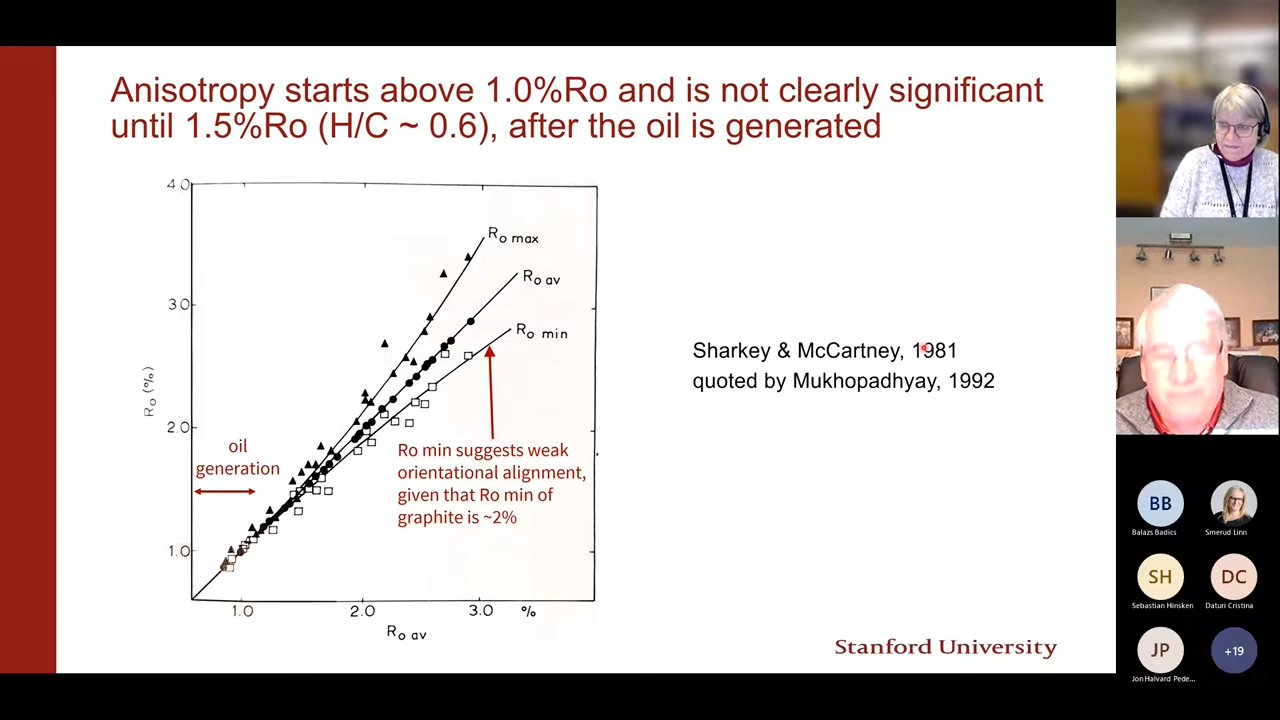 Anisotropy starts above 1.0%Ro and is not clearly significant
until 1.5%Ro (H/C ~ 0.6), after the oil is generated
4.0
3.0
2.0
1.0
Ro (%)
Ro max
Ro av
Ro min
oil
generation
Ro min suggests weak
orientational alignment,
given that Ro min of
graphite is ~2%
1.0
2.0
3.0
%
Ro av
Sharkey & McCartney, 1981
quoted by Mukhopadhyay, 1992
Stanford University
BB
Balazs Badics
Smerud Linn
SH
Sebastian Hinsken
DC
Daturi Cristina
JP
Jon Halvard Pede...
+19